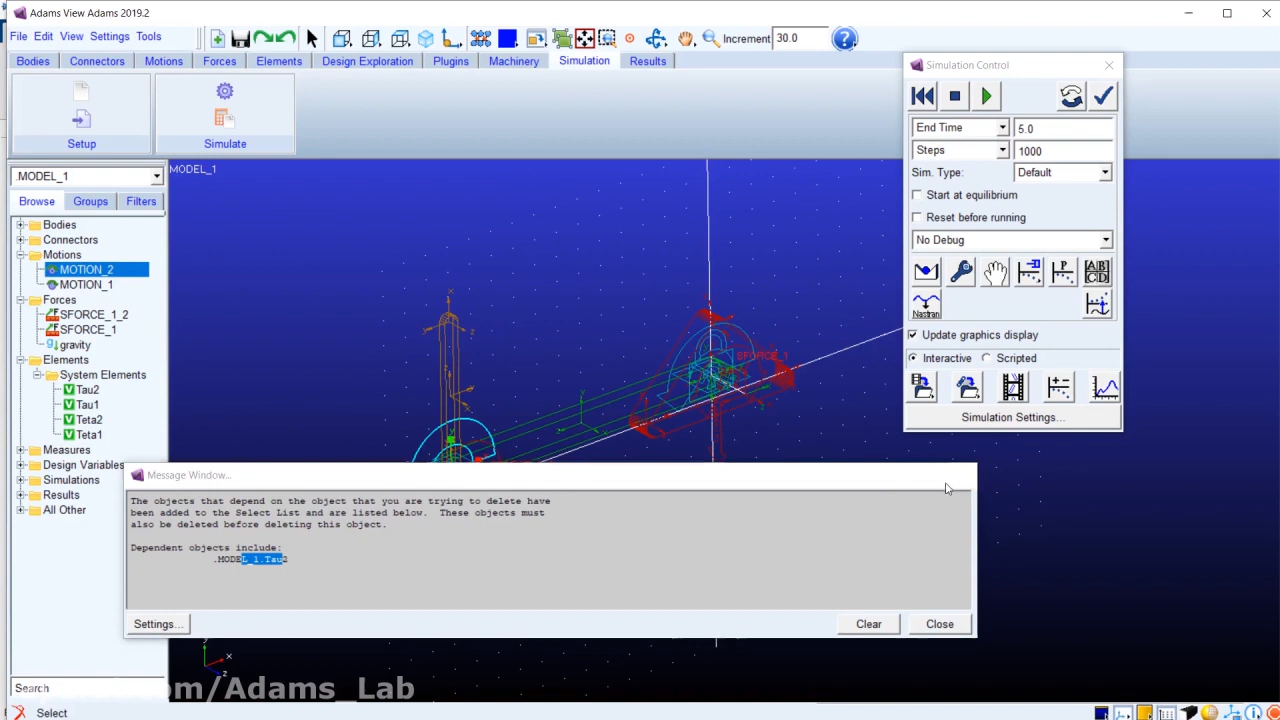 Adams View Adams 2019.2
File Edit View Settings Tools
Increment 30.0
Bodies Connectors Motions Forces Elements Design Exploration Plugins Machinery Simulation Results
Setup Simulate
.MODEL_1
Browse Groups Filters
Bodies
Connectors
Motions
MOTION_2
MOTION_1
Forces
SFORCE_1_2
SFORCE_1
gravity
Elements
System Elements
Tau2
Tau1
Teta2
Teta1
Measures
Design Variables
Simulations
Results
All Other
Search
Select
MODEL_1
SFORCE_1
Simulation Control
End Time 5.0
Steps 1000
Sim. Type: Default
Start at equilibrium
Reset before running
No Debug
Nastran
Update graphics display
Interactive Scripted
Simulation Settings...
Message Window...
The objects that depend on the object that you are trying to delete have
been added to the Select List and are listed below. These objects must
also be deleted before deleting this object.
Dependent objects include:
.MODEL_1.Tau2
Settings... Clear Close
om/Adams_Lab